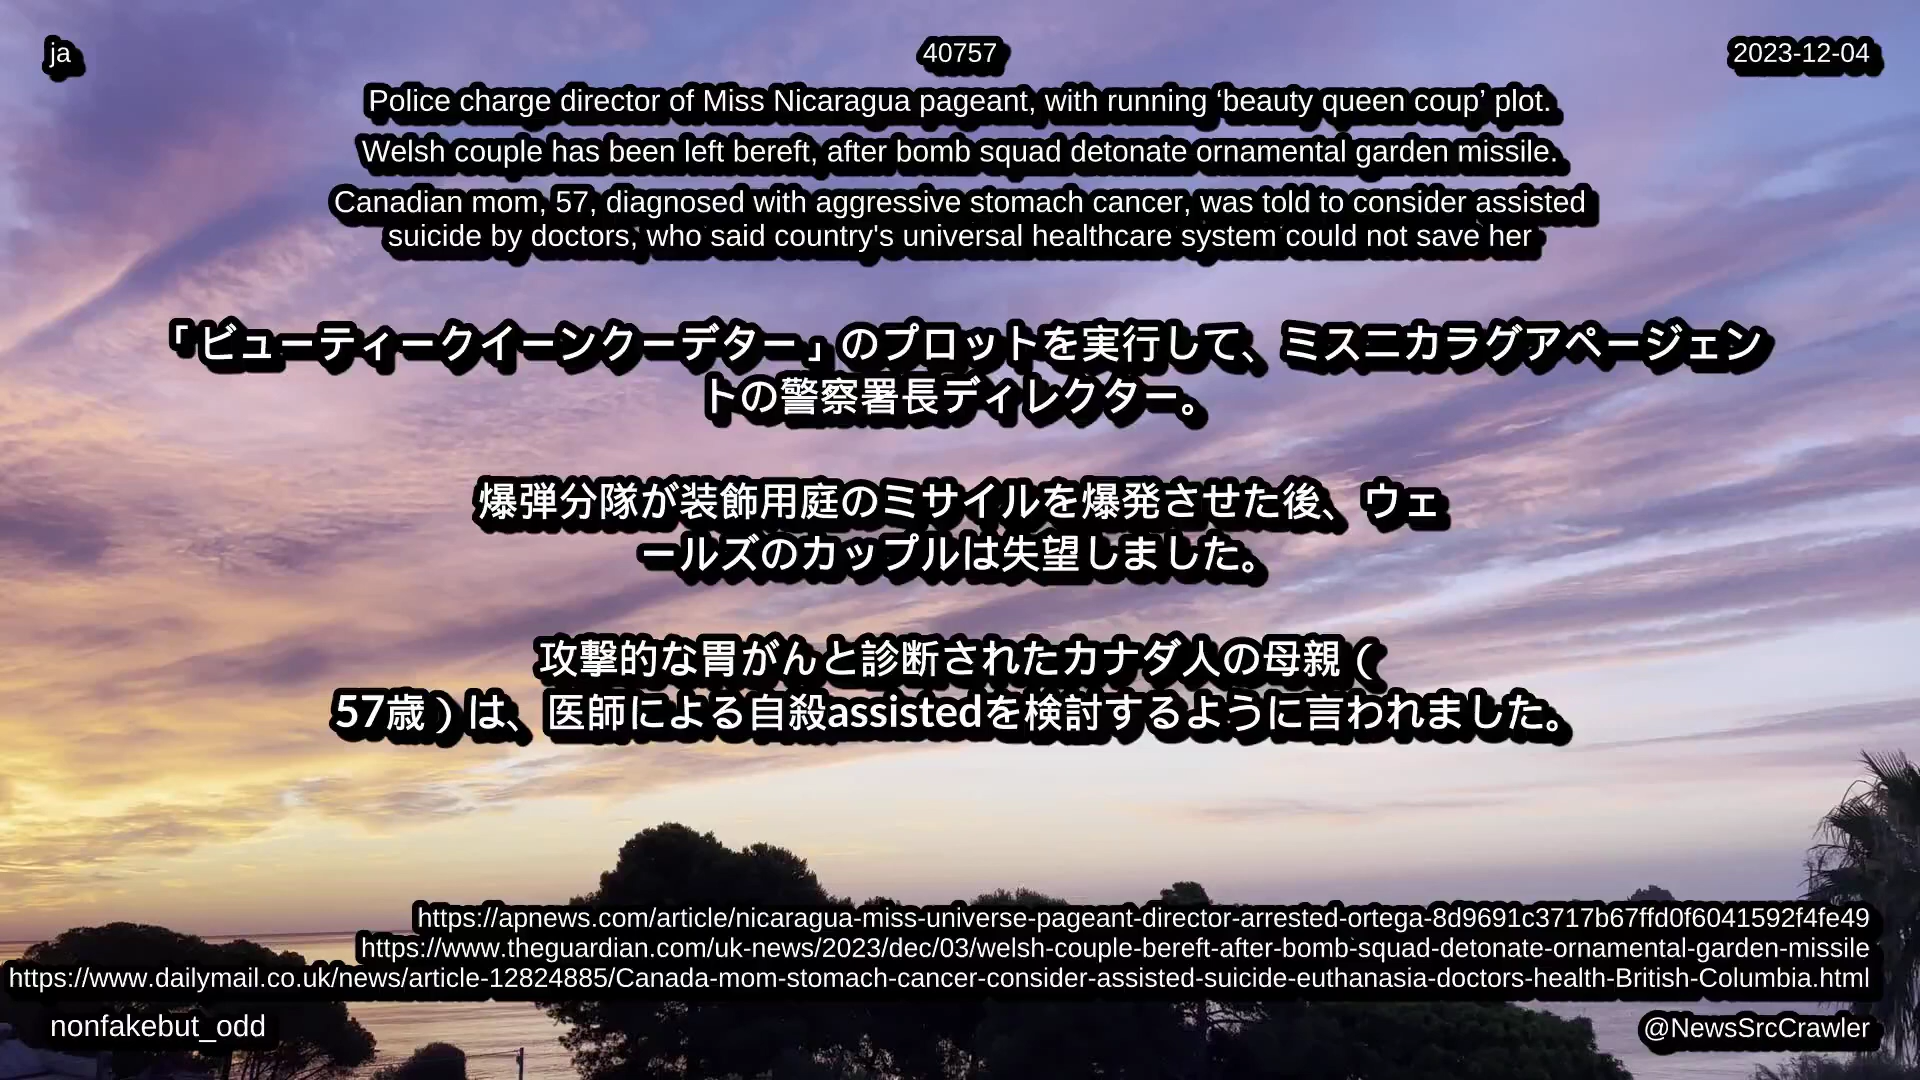 ja
40757
2023-12-04
Police charge director of Miss Nicaragua pageant, with running ‘beauty queen coup’ plot.
Welsh couple has been left bereft, after bomb squad detonate ornamental garden missile.
Canadian mom, 57, diagnosed with aggressive stomach cancer, was told to consider assisted
suicide by doctors, who said country's universal healthcare system could not save her
「ビューティークイーンクーデター」のプロットを実行して、ミスニカラグアページェン
トの警察署長ディレクター。
爆弾分隊が装飾用庭のミサイルを爆発させた後、ウェ
ールズのカップルは失望しました。
攻撃的な胃がんと診断されたカナダ人の母親（
57歳）は、医師による自殺assistedを検討するように言われました。
https://apnews.com/article/nicaragua-miss-universe-pageant-director-arrested-ortega-8d9691c3717b67ffd0f6041592f4fe49
https://www.theguardian.com/uk-news/2023/dec/03/welsh-couple-bereft-after-bomb-squad-detonate-ornamental-garden-missile
https://www.dailymail.co.uk/news/article-12824885/Canada-mom-stomach-cancer-consider-assisted-suicide-euthanasia-doctors-health-British-Columbia.html
nonfakebut_odd
@NewsSrcCrawler